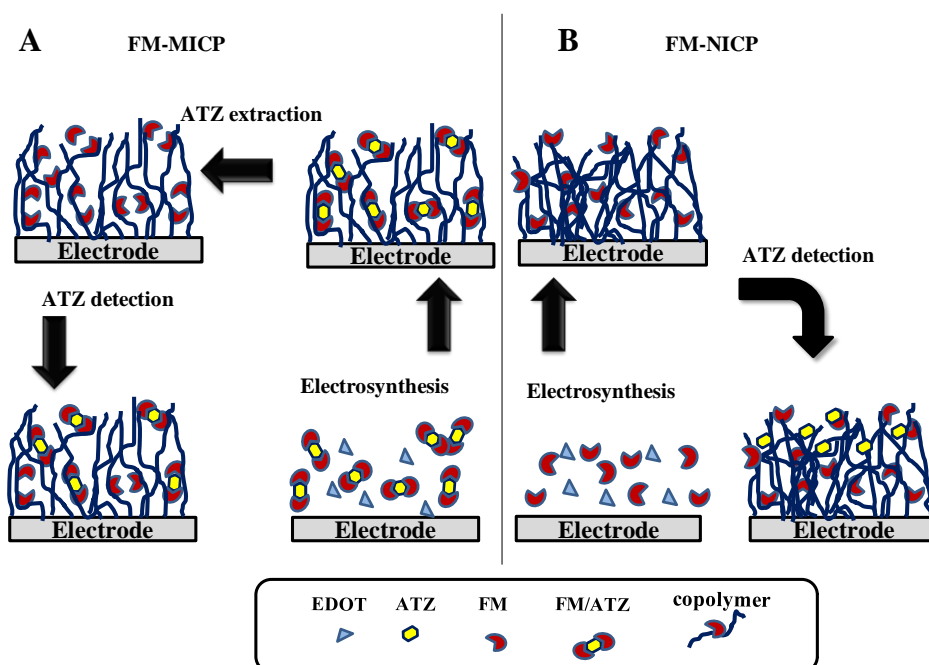 A
FM-MICP
ATZ extraction
Electrode
Electrode
ATZ detection
Electrosynthesis
Electrode
Electrode
B
FM-NICP
Electrode
ATZ detection
Electrosynthesis
Electrode
Electrode
EDOT
ATZ
FM
FM/ATZ
copolymer